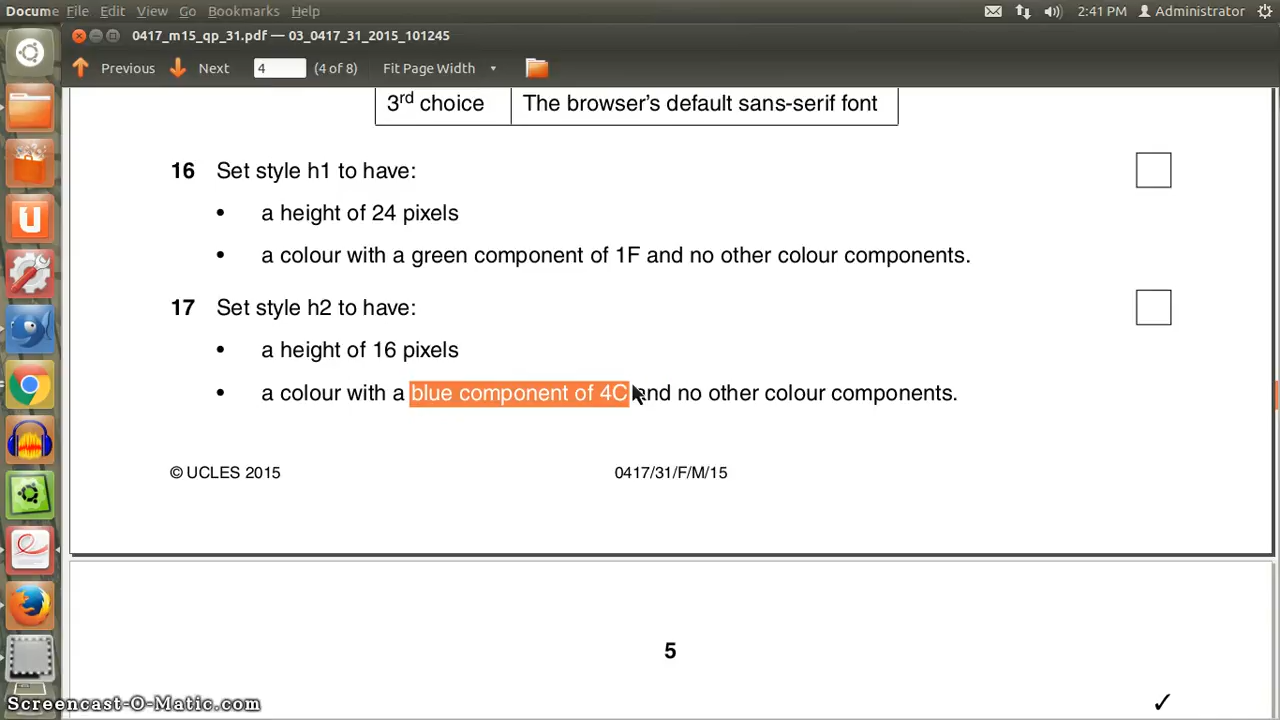 Docume File Edit View Go Bookmarks Help 2:41 PM Administrator
0417_m15_qp_31.pdf — 03_0417_31_2015_101245
Previous Next 4 (4 of 8) Fit Page Width
3rd choice The browser's default sans-serif font
16 Set style h1 to have:
• a height of 24 pixels
• a colour with a green component of 1F and no other colour components.
17 Set style h2 to have:
• a height of 16 pixels
• a colour with a blue component of 4C and no other colour components.
© UCLES 2015 0417/31/F/M/15
5
✓
Screencast-O-Matic.com